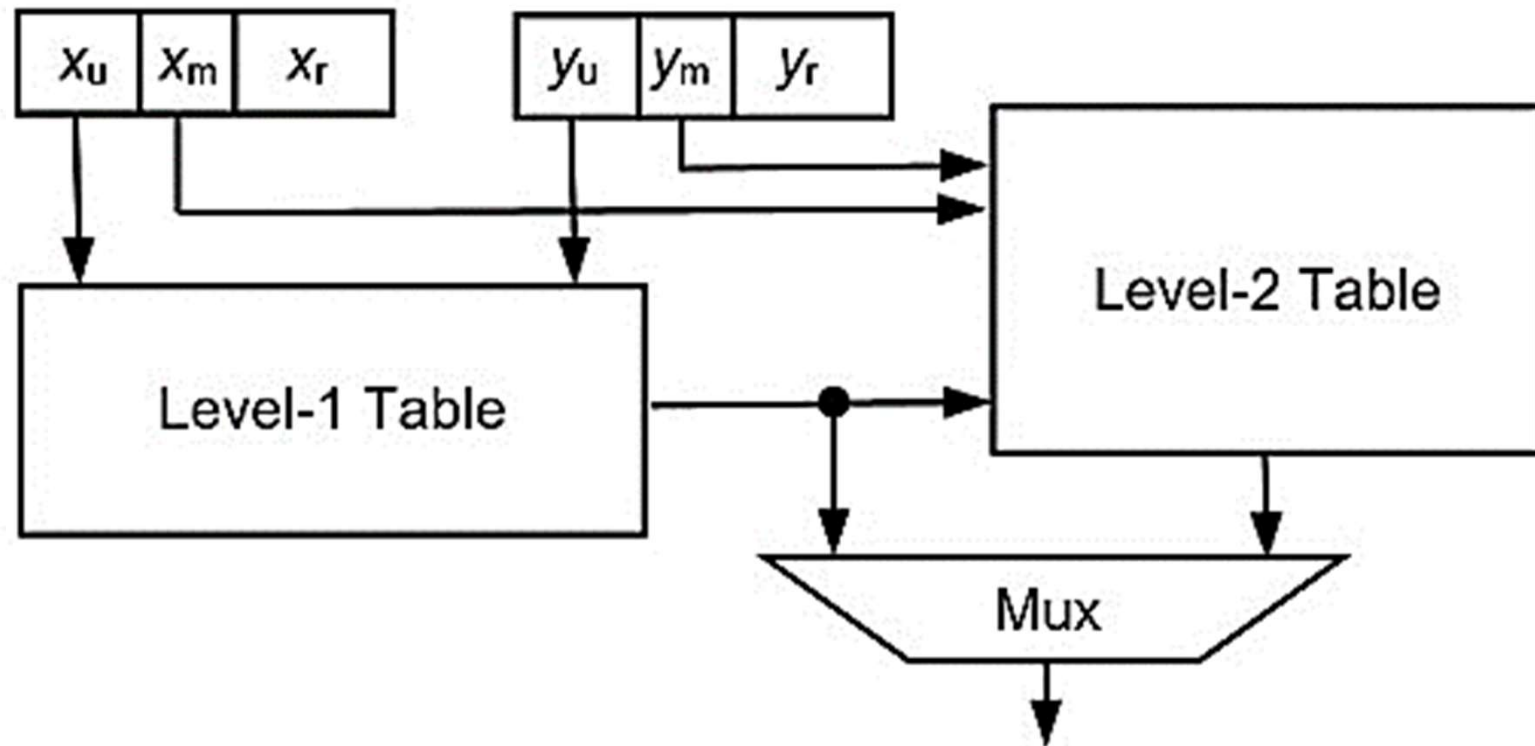 xu xm xr
yu ym yr
Level-2 Table
Level-1 Table
Mux